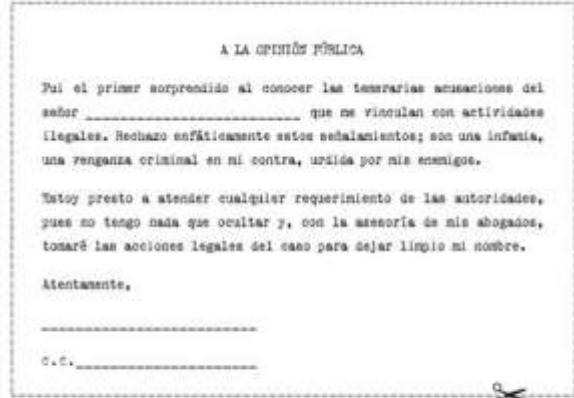 A LA OPINIÓN PÚBLICA
Fui el primer sorprendido al conocer las temerarias acusaciones del
señor __________________________ que me vinculan con actividades
ilegales. Rechazo enfáticamente estos señalamientos; son una infamia,
una venganza criminal en mi contra, urdida por mis enemigos.
Estoy presto a atender cualquier requerimiento de las autoridades,
pues no tengo nada que ocultar y, con la asesoría de mis abogados,
tomaré las acciones legales del caso para dejar limpio mi nombre.
Atentamente,
__________________________
c.c.______________________